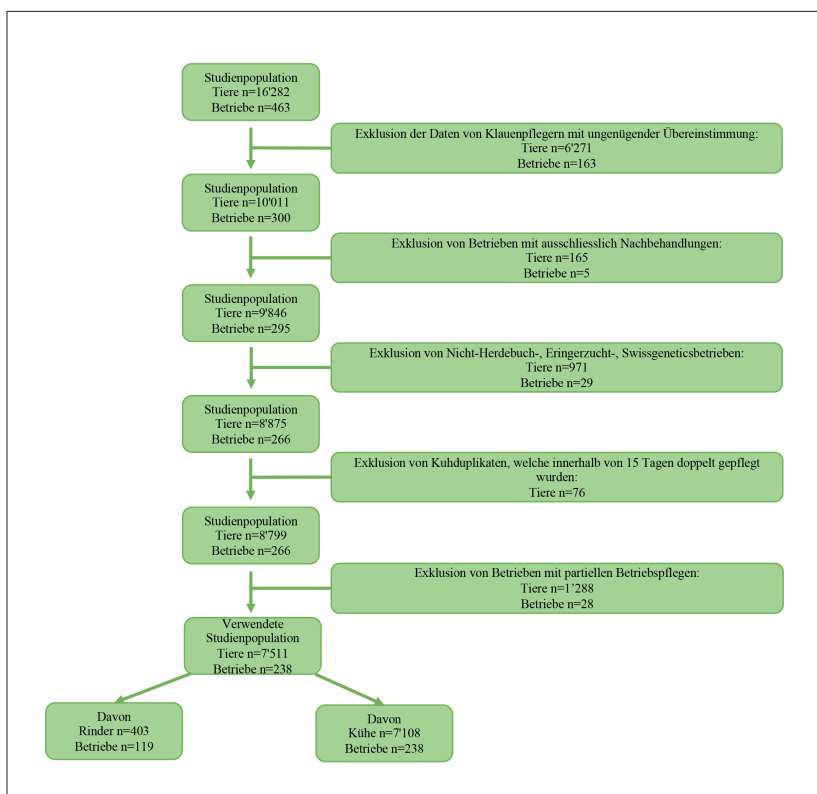 Studienpopulation
Tiere n=16'282
Betriebe n=463
Exklusion der Daten von Klauenpflegern mit ungenügender Übereinstimmung:
Tiere n=6'271
Betriebe n=163
Studienpopulation
Tiere n=10'011
Betriebe n=300
Exklusion von Betrieben mit ausschliesslich Nachbehandlungen:
Tiere n=165
Betriebe n=5
Studienpopulation
Tiere n=9'846
Betriebe n=295
Exklusion von Nicht-Herdebuch-, Eringerzucht-, Swissgeneticsbetrieben:
Tiere n=971
Betriebe n=29
Studienpopulation
Tiere n=8'875
Betriebe n=266
Exklusion von Kuhduplikaten, welche innerhalb von 15 Tagen doppelt gepflegt
wurden:
Tiere n=76
Studienpopulation
Tiere n=8'799
Betriebe n=266
Exklusion von Betrieben mit partiellen Betriebspflegen:
Tiere n=1’288
Betriebe n=28
Verwendete
Studienpopulation
Tiere n=7'511
Betriebe n=238
Davon
Rinder n=403
Betriebe n=119
Davon
Kühe n=7'108
Betriebe n=238